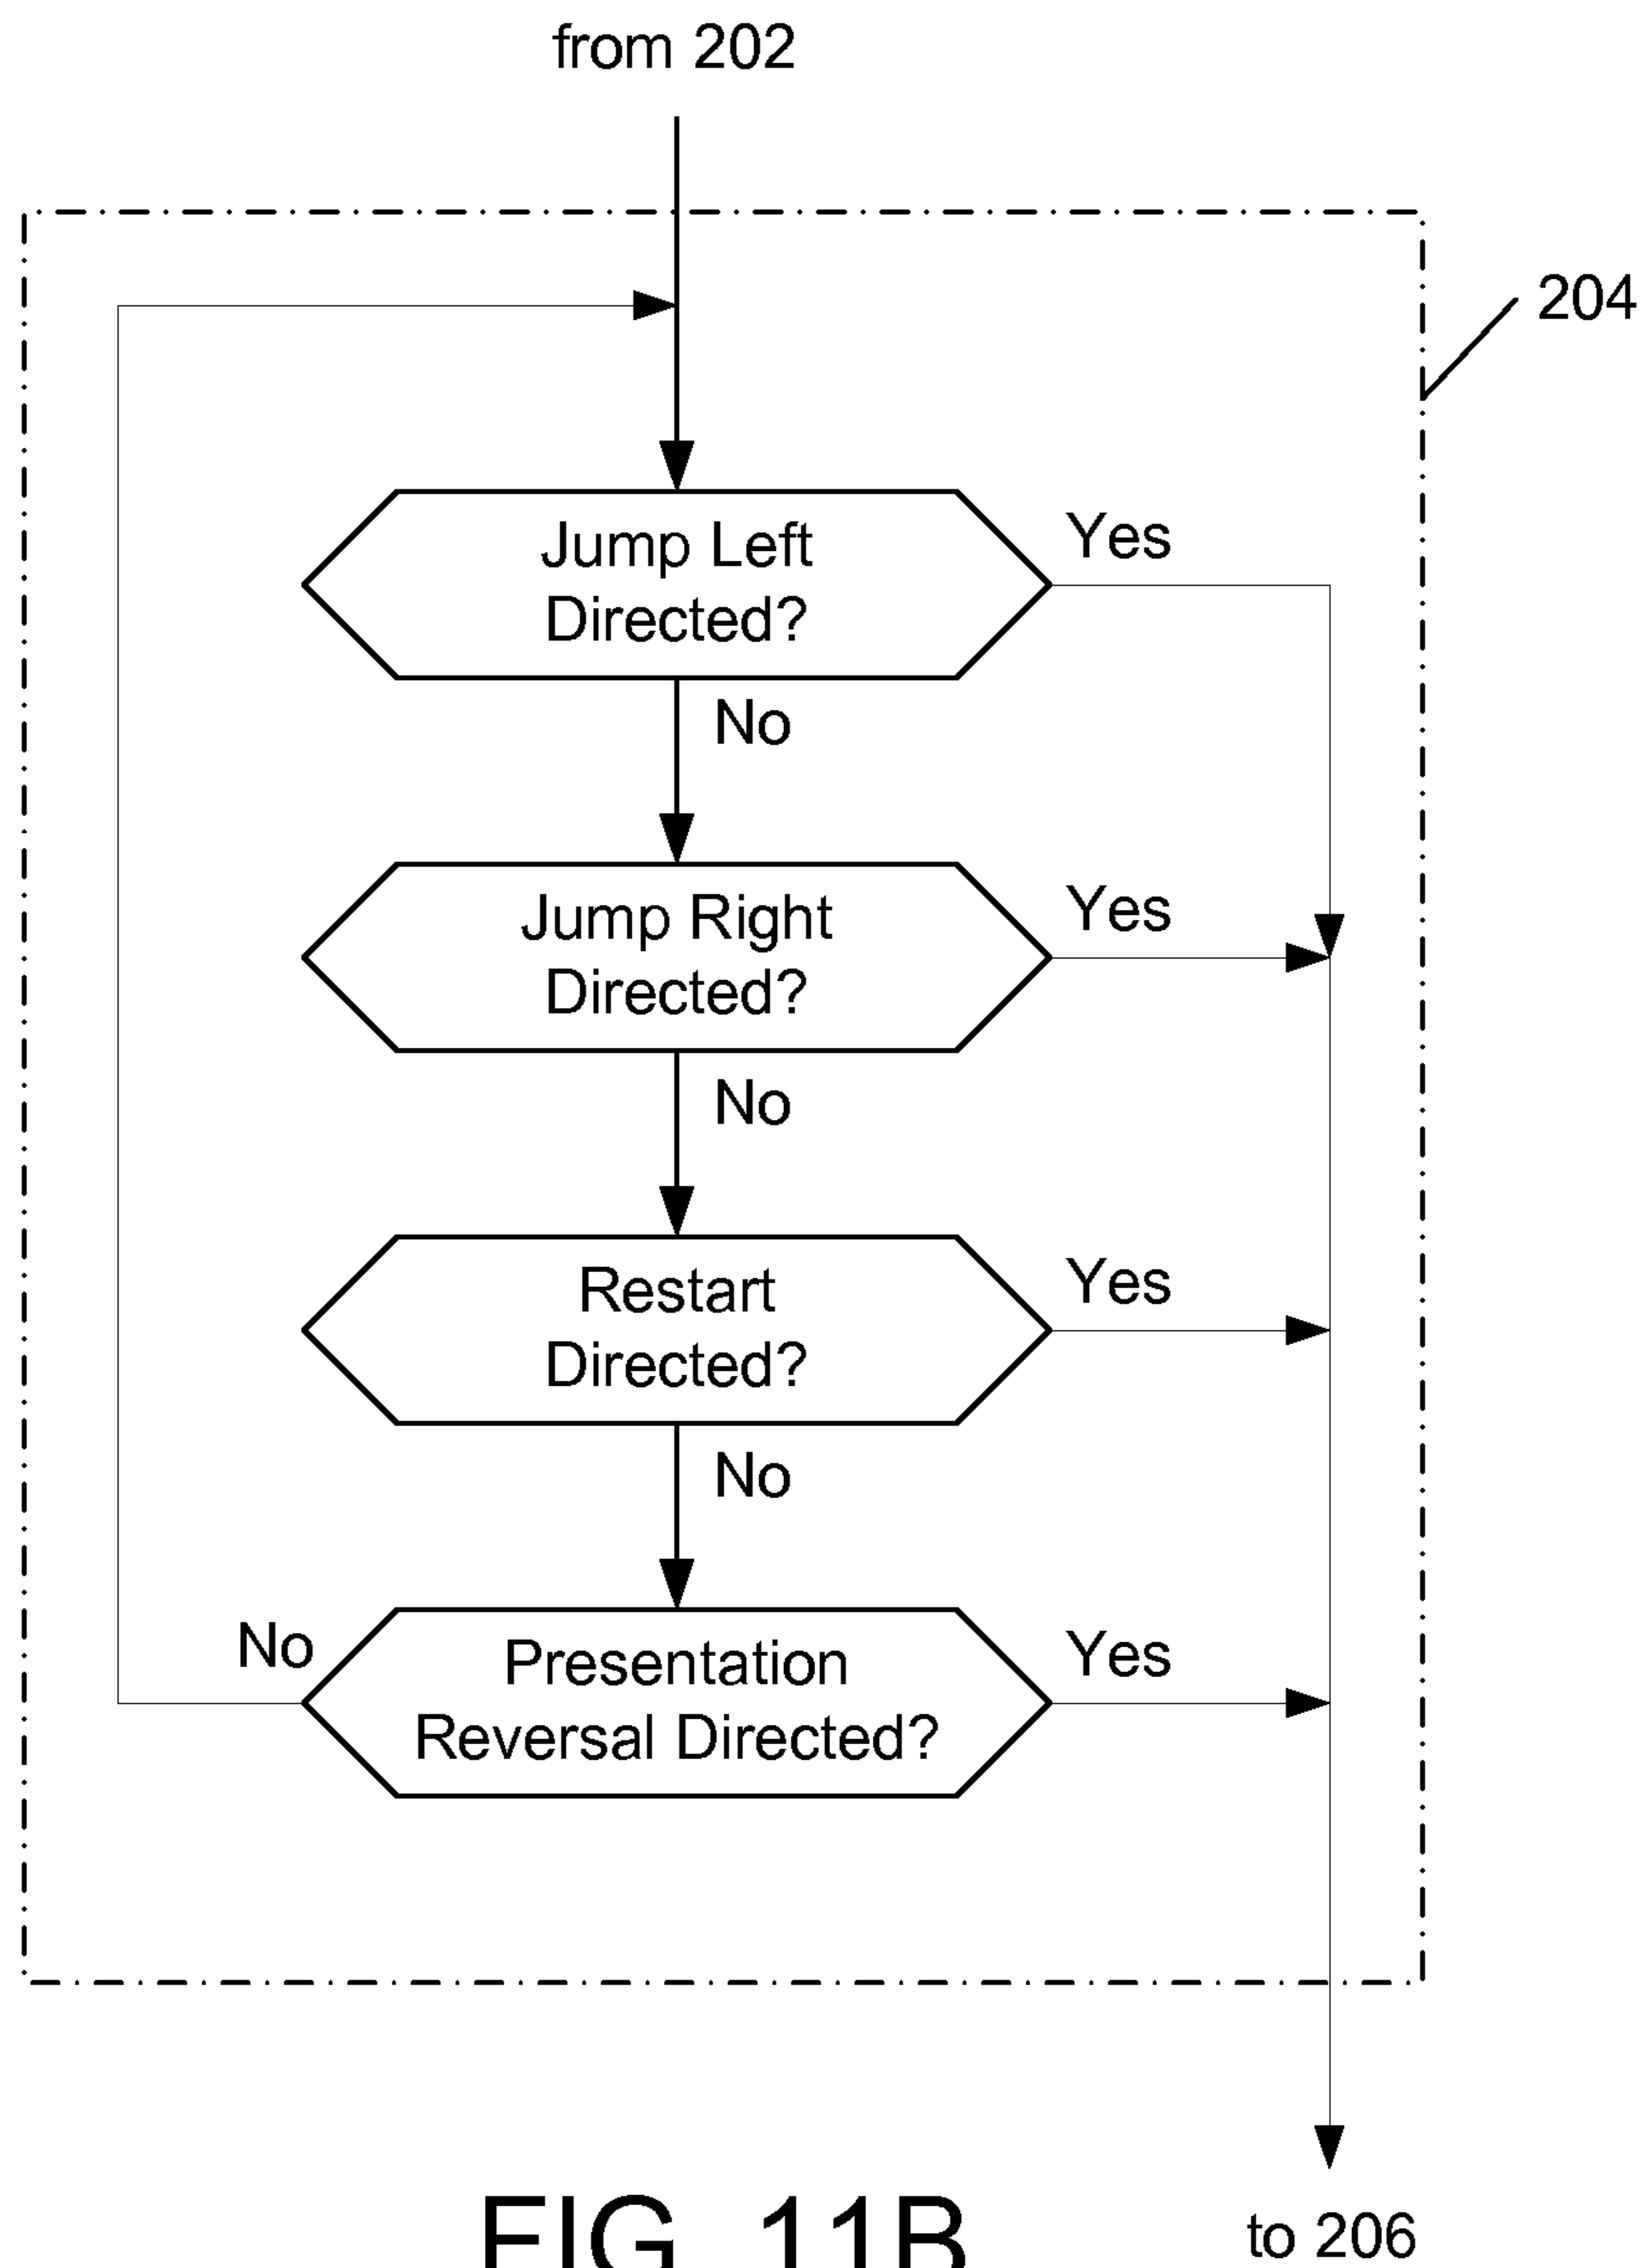 from 202
204
Jump Left
Directed?
Yes
No
Jump Right
Directed?
Yes
No
Restart
Directed?
Yes
No
Presentation
Reversal Directed?
Yes
No
to 206
FIG. 11B